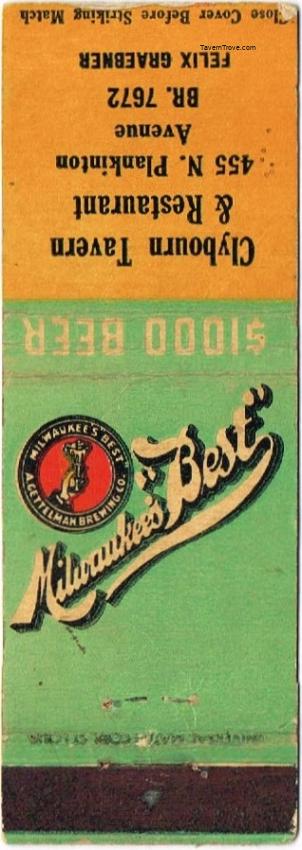 Close Cover Before Striking Match
TavernTrove.com
FELIX GRAEBNER
BR. 7672
Avenue
455 N. Plankinton
& Restaurant
Clybourn Tavern
$1000 BEER
MILWAUKEE'S BEST
A. GETTELMAN BREWING CO.
Milwaukee's "Best"